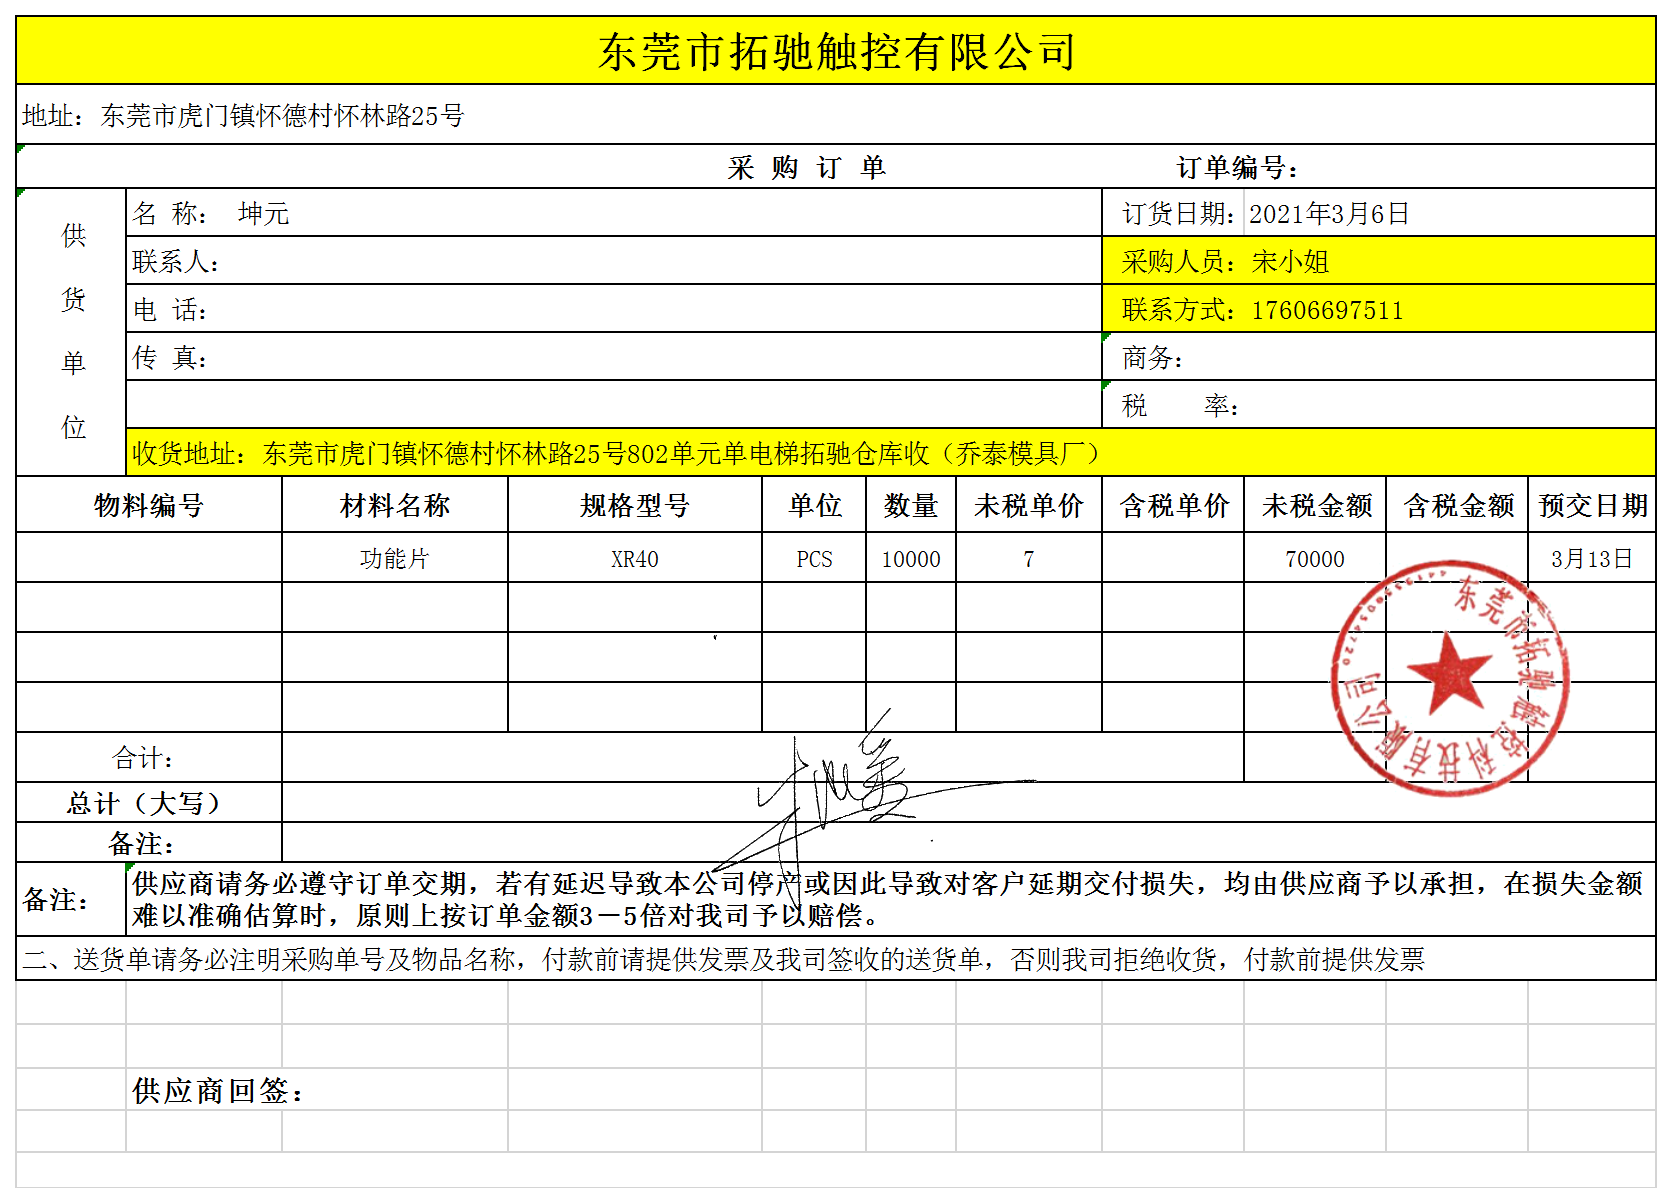 东莞市拓驰触控有限公司
地址：东莞市虎门镇怀德村怀林路25号
采 购 订 单 订单编号：
供货单位
名 称： 坤元 订货日期：2021年3月6日
联系人： 采购人员：宋小姐
电 话： 联系方式：17606697511
传 真： 商务：
税 率：
收货地址：东莞市虎门镇怀德村怀林路25号802单元单电梯拓驰仓库收（乔泰模具厂）
物料编号 材料名称 规格型号 单位 数量 未税单价 含税单价 未税金额 含税金额 预交日期
功能片 XR40 PCS 10000 7 70000 3月13日
东莞市拓驰触控科技有限公司
合计：
总计（大写）
备注：
备注： 供应商请务必遵守订单交期，若有延迟导致本公司停产或因此导致对客户延期交付损失，均由供应商予以承担，在损失金额
难以准确估算时，原则上按订单金额3－5倍对我司予以赔偿。
二、送货单请务必注明采购单号及物品名称，付款前请提供发票及我司签收的送货单，否则我司拒绝收货，付款前提供发票
供应商回签：